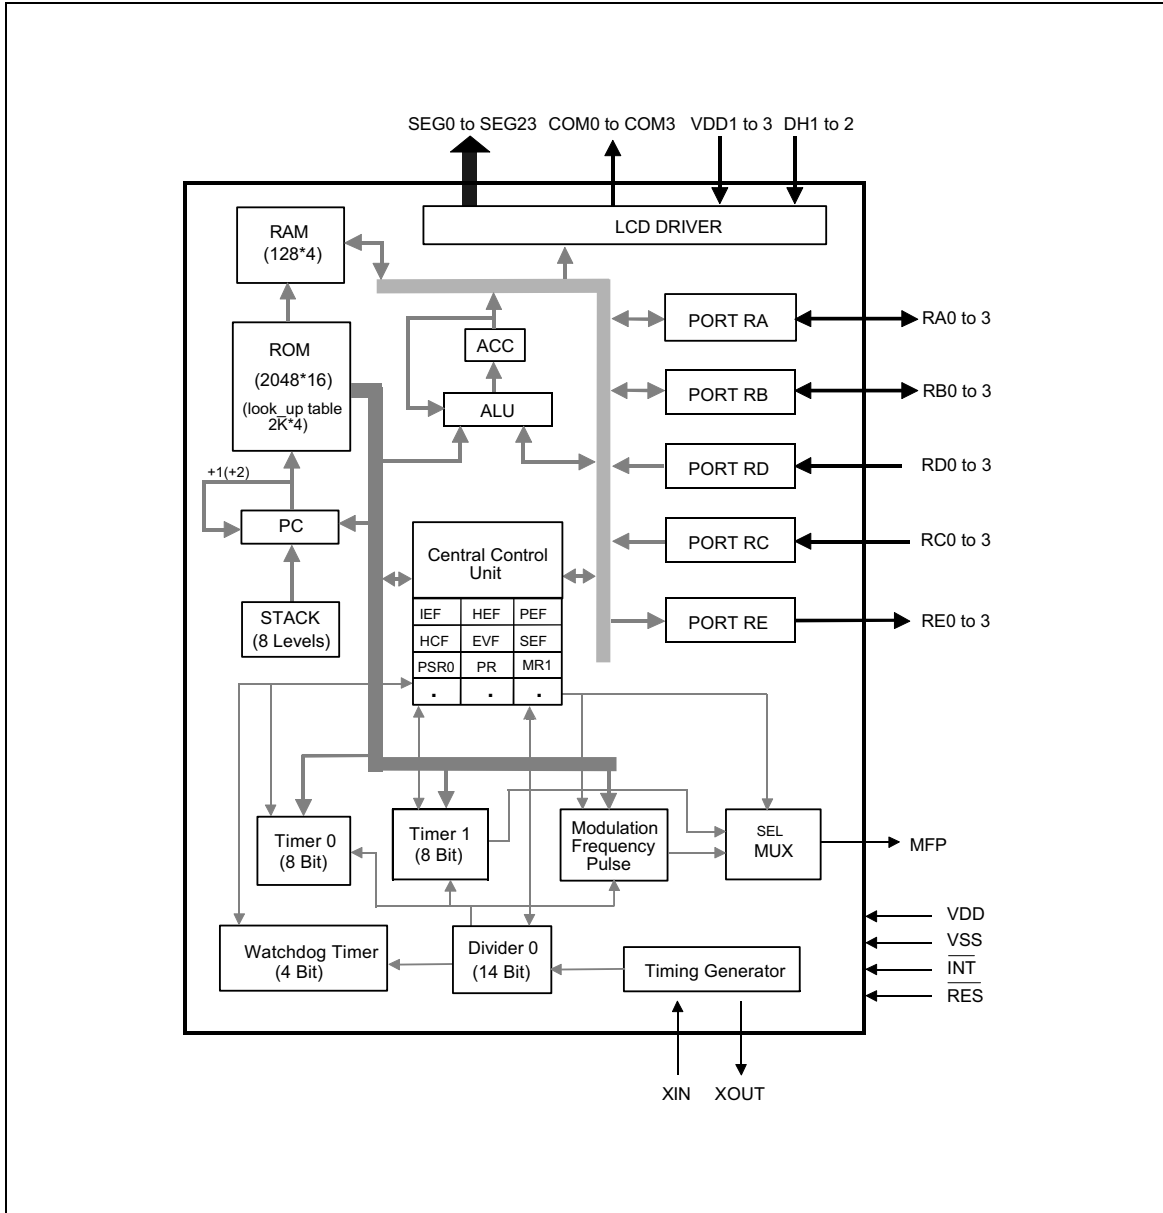 SEG0 to SEG23 COM0 to COM3 VDD1 to 3 DH1 to 2
LCD DRIVER
RAM
(128*4)
ROM
(2048*16)
(look_up table
2K*4)
ACC
ALU
+1(+2)
PC
STACK
(8 Levels)
Central Control
Unit
IEF HEF PEF
HCF EVF SEF
PSR0 PR MR1
. . .
PORT RA
RA0 to 3
PORT RB
RB0 to 3
PORT RD
RD0 to 3
PORT RC
RC0 to 3
PORT RE
RE0 to 3
Timer 0
(8 Bit)
Timer 1
(8 Bit)
Modulation
Frequency
Pulse
SEL
MUX
MFP
Watchdog Timer
(4 Bit)
Divider 0
(14 Bit)
Timing Generator
VDD
VSS
INT
RES
XIN XOUT